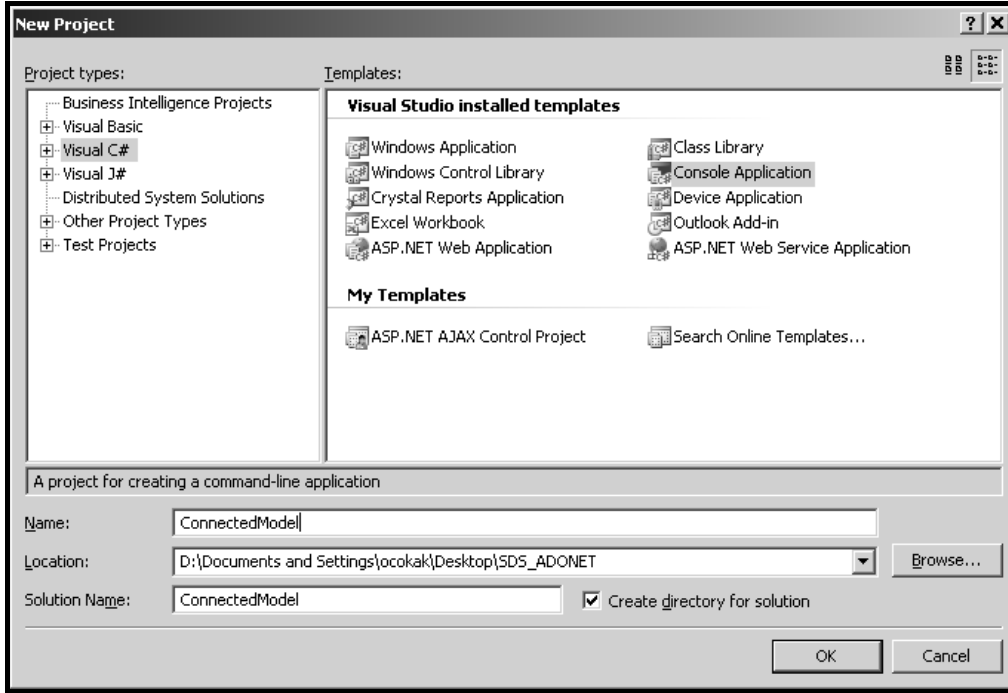 New Project
Project types:
Templates:
Business Intelligence Projects
Visual Basic
Visual C#
Visual J#
Distributed System Solutions
Other Project Types
Test Projects
Visual Studio installed templates
Windows Application
Class Library
Windows Control Library
Console Application
Crystal Reports Application
Device Application
Excel Workbook
Outlook Add-in
ASP.NET Web Application
ASP.NET Web Service Application
My Templates
ASP.NET AJAX Control Project
Search Online Templates...
A project for creating a command-line application
Name:
ConnectedModel
Location:
D:\Documents and Settings\ocokak\Desktop\SDS_ADONET
Browse...
Solution Name:
ConnectedModel
Create directory for solution
OK
Cancel